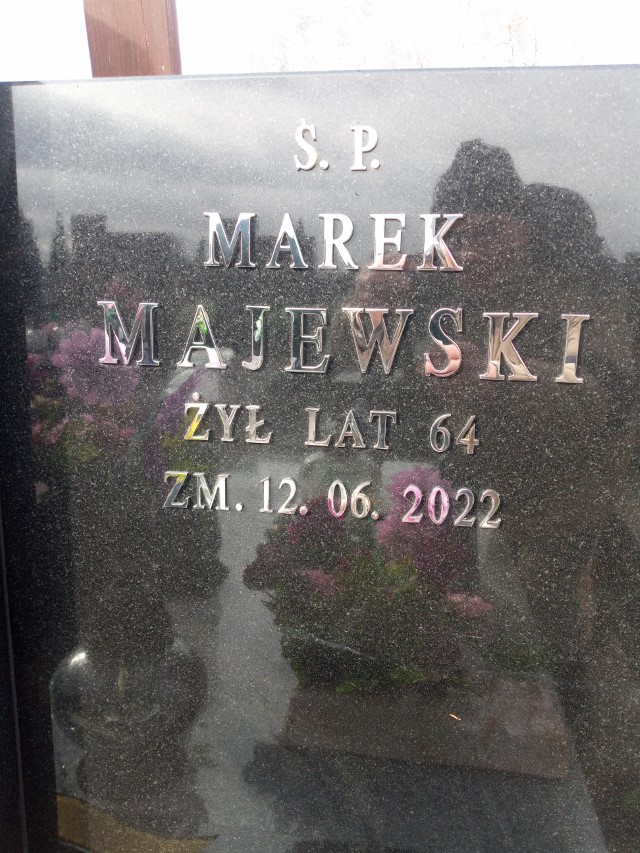 Ś. P.
MAREK
MAJEWSKI
ŻYŁ LAT 64
ZM. 12. 06. 2022